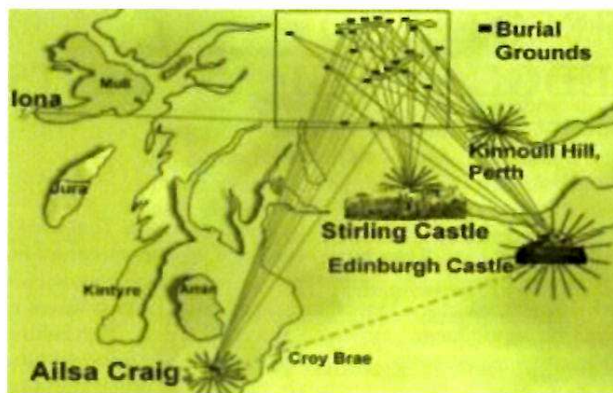 Burial
Grounds
Mull
Iona
Kinnoull Hill,
Perth
Jura
Stirling Castle
Edinburgh Castle
Kintyre
Arran
Croy Brae
Ailsa Craig